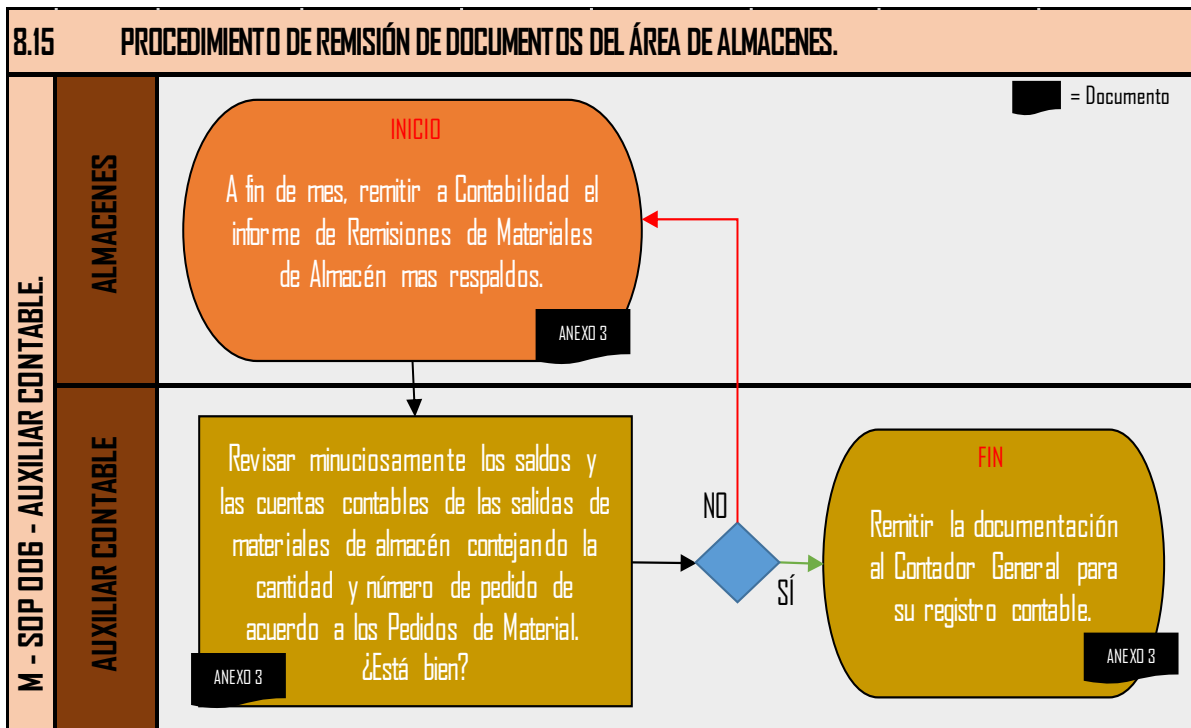 8.15 PROCEDIMIENTO DE REMISIÓN DE DOCUMENTOS DEL ÁREA DE ALMACENES.
M - SOP 006 - AUXILIAR CONTABLE.
ALMACENES
= Documento
INICIO
A fin de mes, remitir a Contabilidad el
informe de Remisiones de Materiales
de Almacén mas respaldos.
ANEXO 3
AUXILIAR CONTABLE
Revisar minuciosamente los saldos y
las cuentas contables de las salidas de
materiales de almacén contejando la
cantidad y número de pedido de
acuerdo a los Pedidos de Material.
¿Está bien?
ANEXO 3
NO
SÍ
FIN
Remitir la documentación
al Contador General para
su registro contable.
ANEXO 3